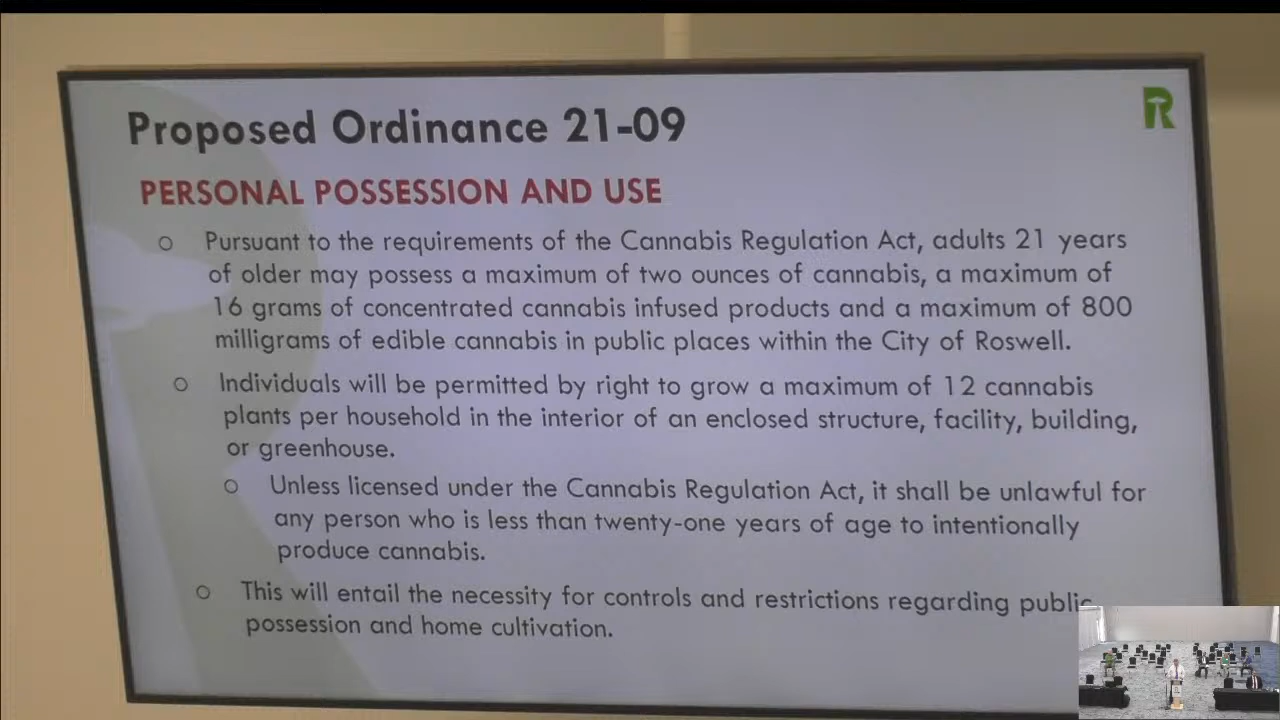 Proposed Ordinance 21-09
R
PERSONAL POSSESSION AND USE
Pursuant to the requirements of the Cannabis Regulation Act, adults 21 years
of older may possess a maximum of two ounces of cannabis, a maximum of
16 grams of concentrated cannabis infused products and a maximum of 800
milligrams of edible cannabis in public places within the City of Roswell.
Individuals will be permitted by right to grow a maximum of 12 cannabis
plants per household in the interior of an enclosed structure, facility, building,
or greenhouse.
Unless licensed under the Cannabis Regulation Act, it shall be unlawful for
any person who is less than twenty-one years of age to intentionally
produce cannabis.
This will entail the necessity for controls and restrictions regarding public
possession and home cultivation.